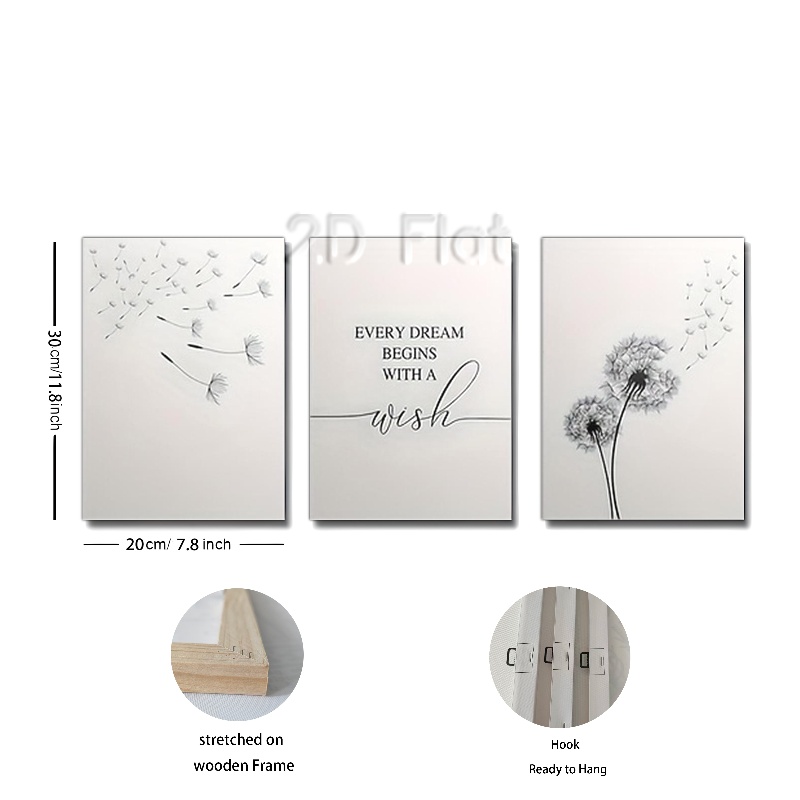 2D Flat
30cm/11.8inch
EVERY DREAM
BEGINS
WITH A
wish
20cm/ 7.8 inch
stretched on
wooden Frame
Hook
Ready to Hang